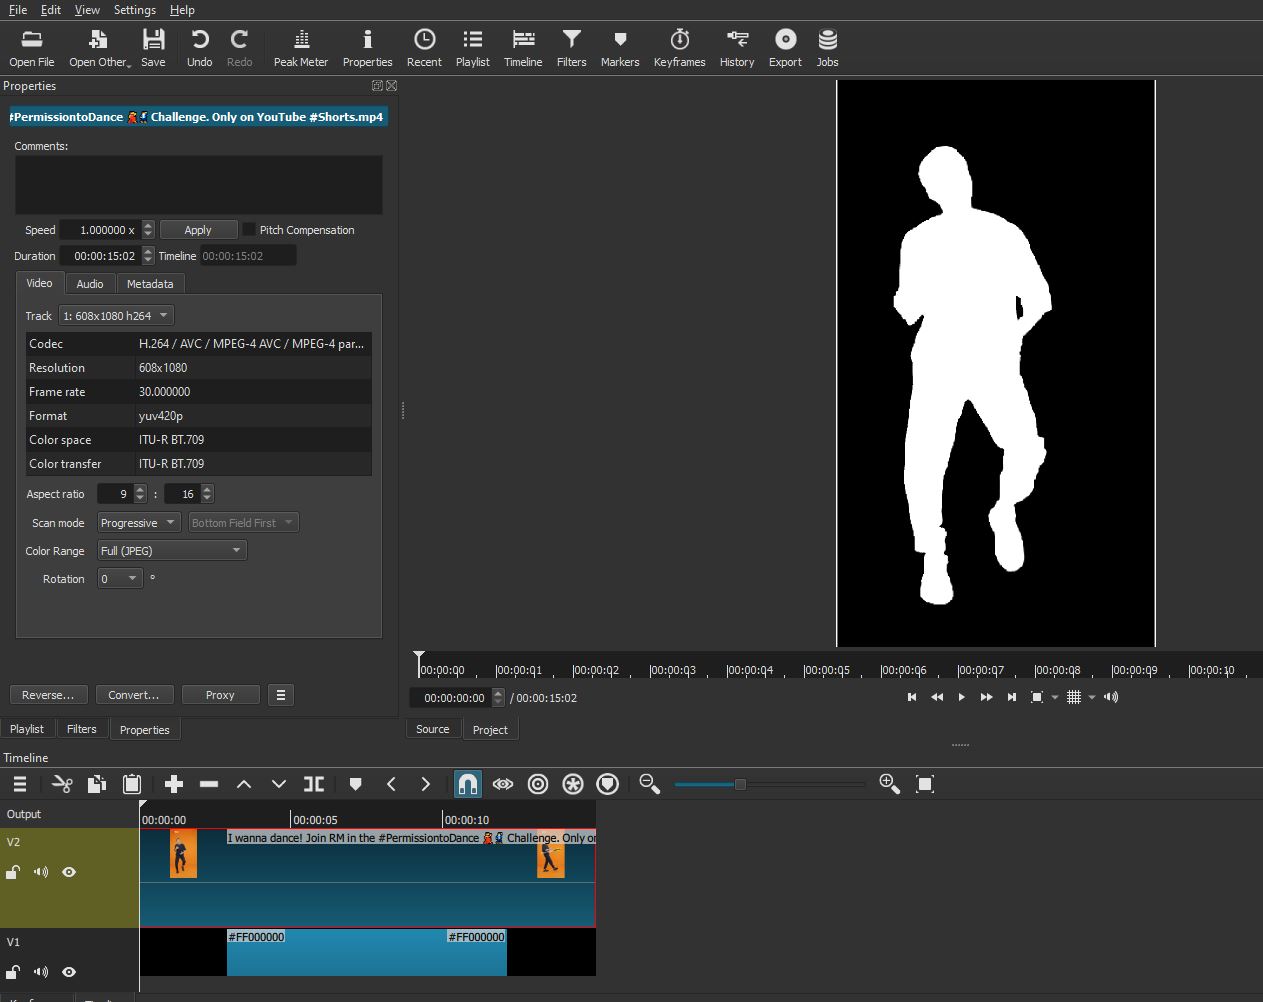 File Edit View Settings Help
Open File Open Other Save Undo Redo Peak Meter Properties Recent Playlist Timeline Filters Markers Keyframes History Export Jobs
Properties
#PermissiontoDance Challenge. Only on YouTube #Shorts.mp4
Comments:
Speed 1.000000 x Apply Pitch Compensation
Duration 00:00:15:02 Timeline 00:00:15:02
Video Audio Metadata
Track 1: 608x1080 h264
Codec H.264 / AVC / MPEG-4 AVC / MPEG-4 par...
Resolution 608x1080
Frame rate 30.000000
Format yuv420p
Color space ITU-R BT.709
Color transfer ITU-R BT.709
Aspect ratio 9 : 16
Scan mode Progressive Bottom Field First
Color Range Full (JPEG)
Rotation 0 °
00:00:00 00:00:01 00:00:02 00:00:03 00:00:04 00:00:05 00:00:06 00:00:07 00:00:08 00:00:09 00:00:10
Reverse... Convert... Proxy
00:00:00:00 / 00:00:15:02
Playlist Filters Properties
Source Project
Timeline
Output
00:00:00 00:00:05 00:00:10
V2
I wanna dance! Join RM in the #PermissiontoDance Challenge. Only
V1
#FF000000 #FF000000